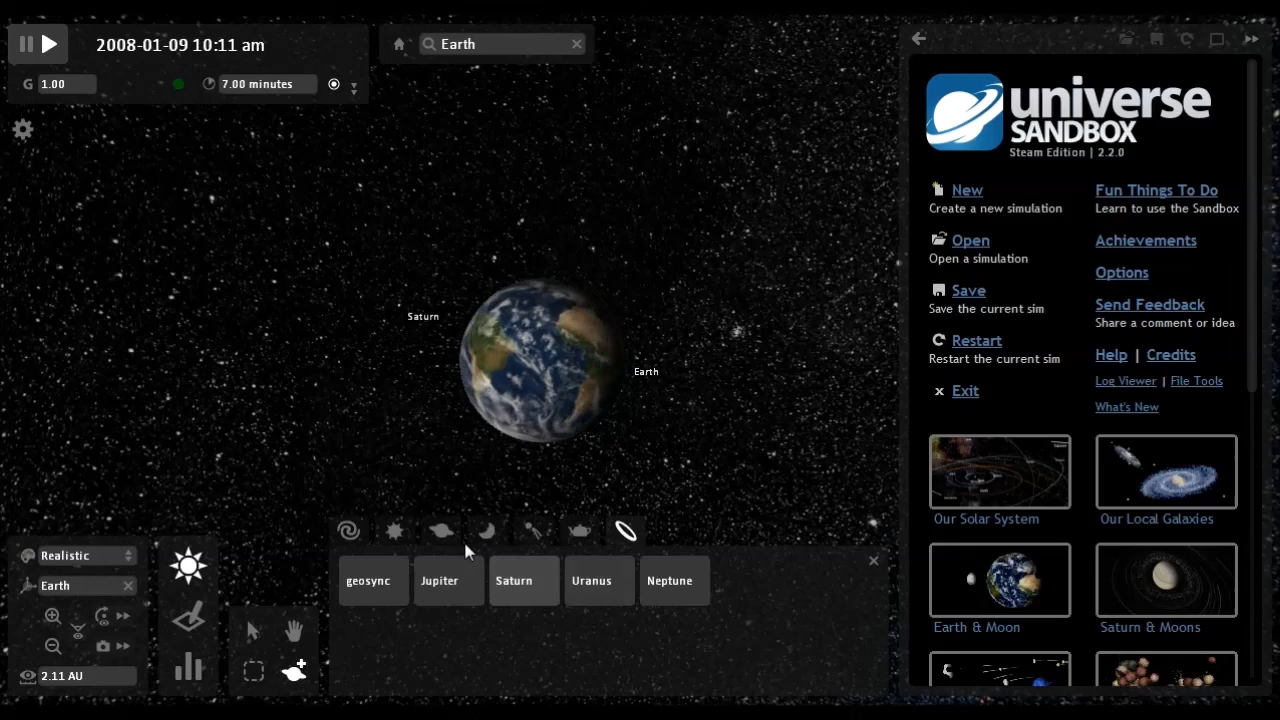 2008-01-09 10:11 am
Earth
G 1.00
7.00 minutes
universe
SANDBOX
Steam Edition | 2.2.0
New
Create a new simulation
Fun Things To Do
Learn to use the Sandbox
Open
Open a simulation
Achievements
Options
Save
Save the current sim
Send Feedback
Share a comment or idea
Restart
Restart the current sim
Help | Credits
Log Viewer | File Tools
Exit
What's New
Saturn
Earth
Our Solar System
Our Local Galaxies
Earth & Moon
Saturn & Moons
Realistic
Earth
2.11 AU
geosync
Jupiter
Saturn
Uranus
Neptune